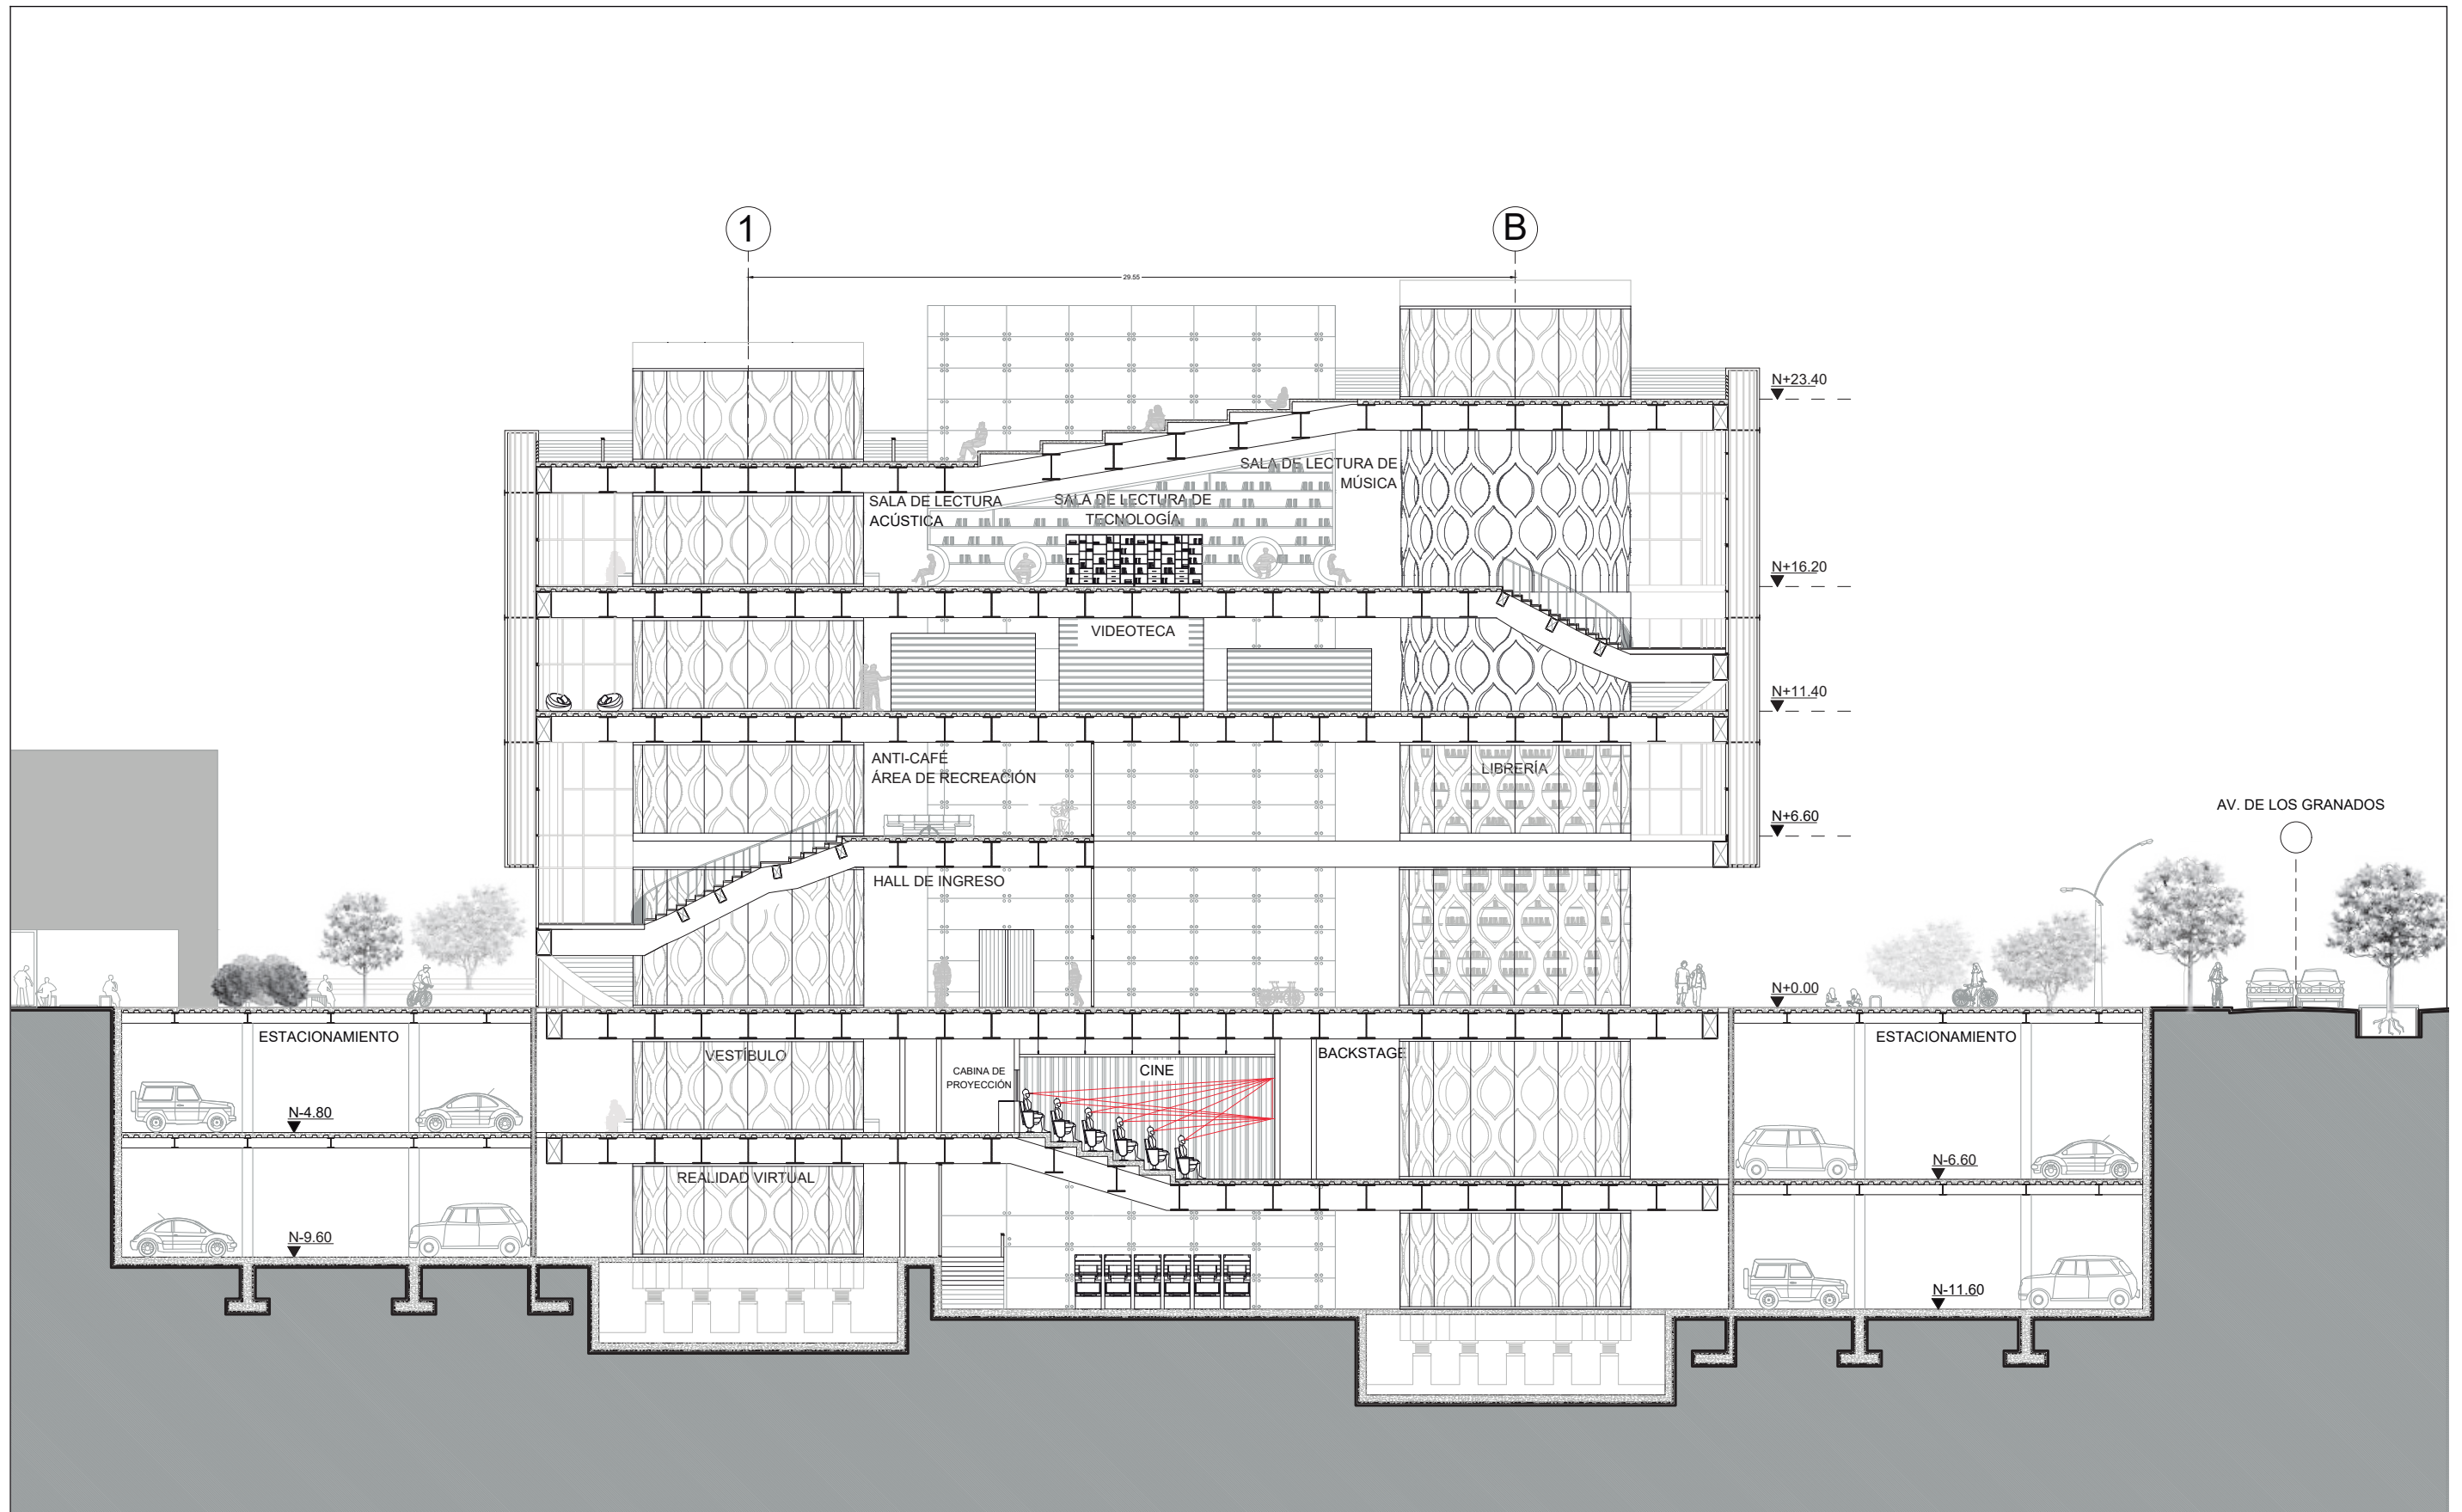 1
B
29.55
N+23.40
SALA DE LECTURA DE
MÚSICA
SALA DE LECTURA
ACÚSTICA
SALA DE LECTURA DE
TECNOLOGÍA
N+16.20
VIDEOTECA
N+11.40
ANTI-CAFÉ
ÁREA DE RECREACIÓN
LIBRERÍA
AV. DE LOS GRANADOS
N+6.60
HALL DE INGRESO
N+0.00
ESTACIONAMIENTO
VESTÍBULO
CABINA DE
PROYECCIÓN
CINE
BACKSTAGE
ESTACIONAMIENTO
N-4.80
N-6.60
REALIDAD VIRTUAL
N-9.60
N-11.60